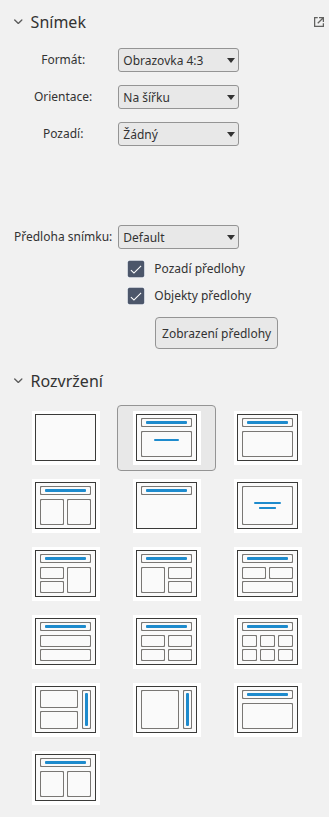 Snímek
Formát: Obrazovka 4:3
Orientace: Na šířku
Pozadí: Žádný
Předloha snímku: Default
Pozadí předlohy
Objekty předlohy
Zobrazení předlohy
Rozvržení